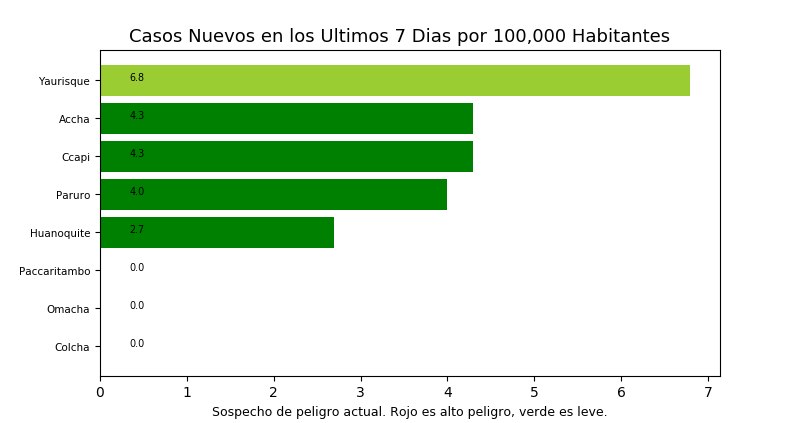 Casos Nuevos en los Ultimos 7 Dias por 100,000 Habitantes
Yaurisque 6.8
Accha 4.3
Ccapi 4.3
Paruro 4.0
Huanoquite 2.7
Paccaritambo 0.0
Omacha 0.0
Colcha 0.0
0 1 2 3 4 5 6 7
Sospecho de peligro actual. Rojo es alto peligro, verde es leve.